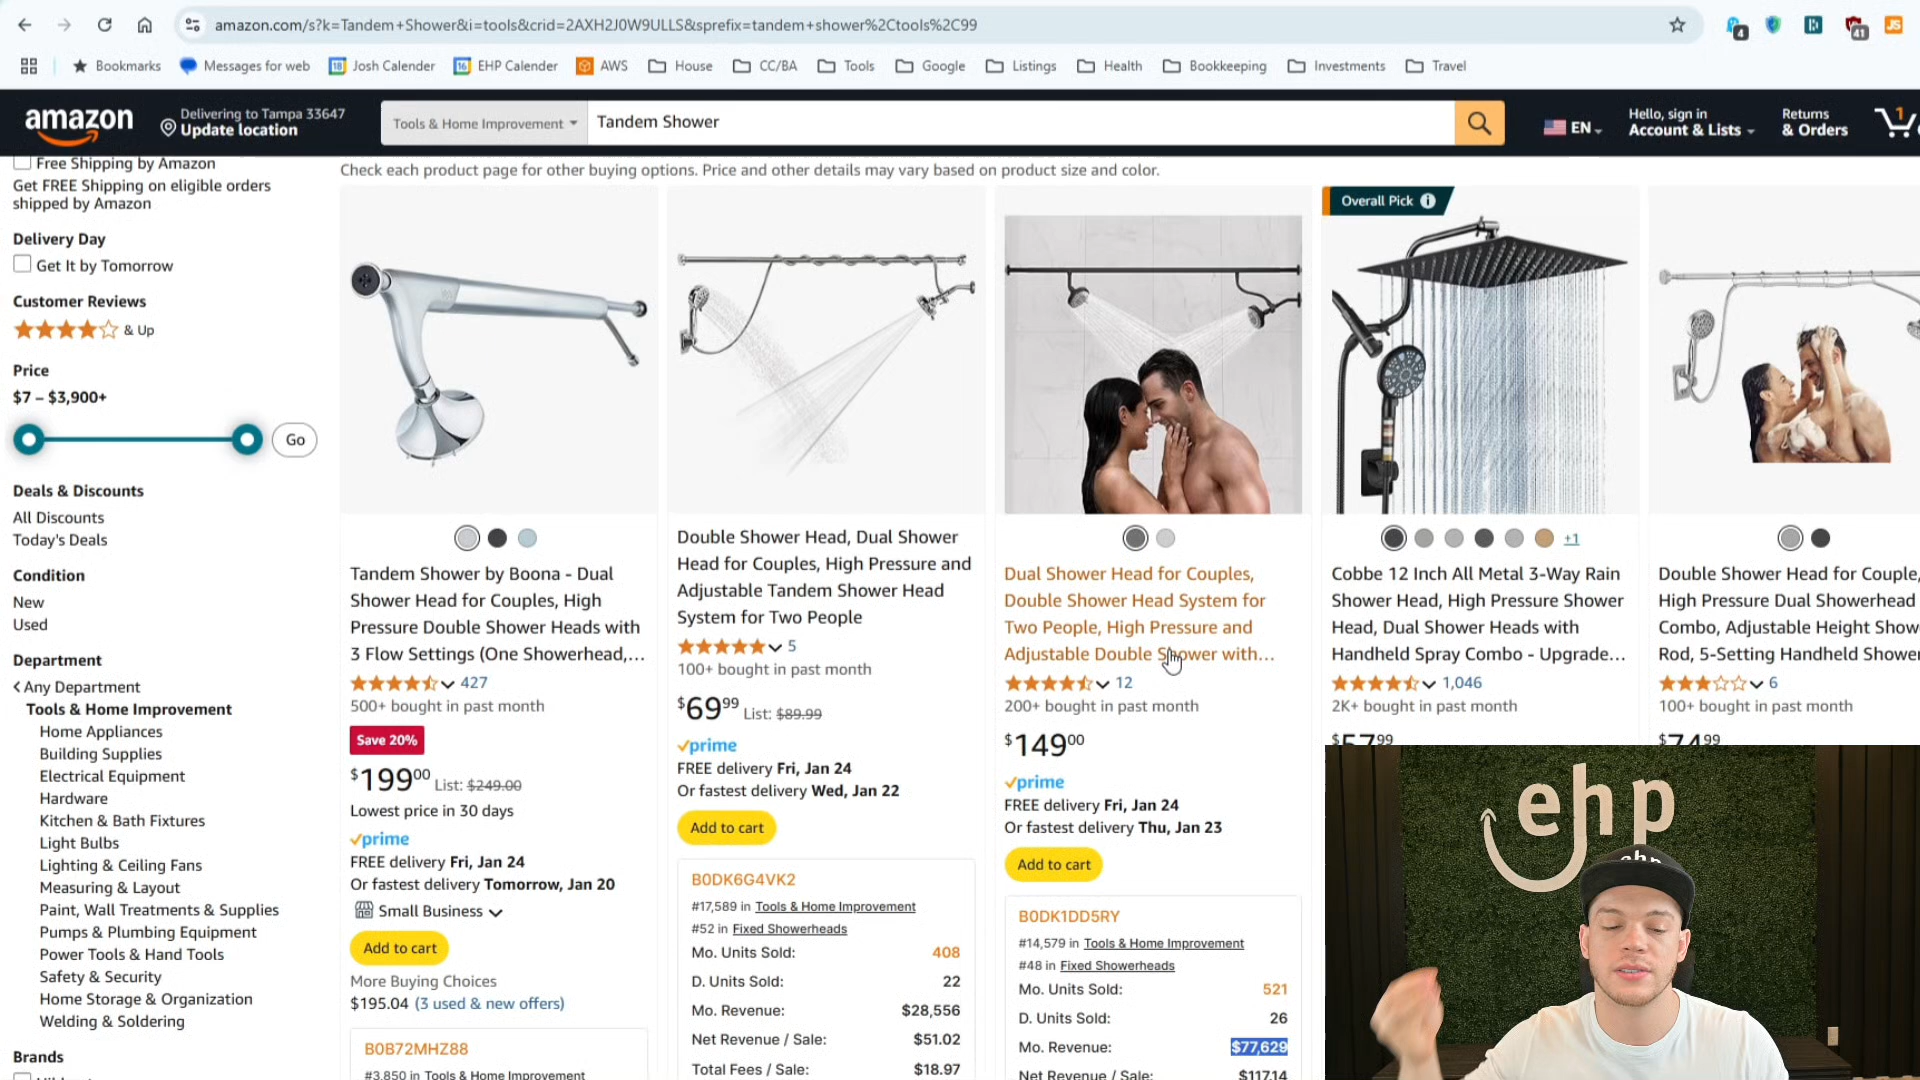 amazon.com/s?k=Tandem+Shower&i=tools&crid=2AXH2J0W9ULLS&sprefix=tandem+shower%2Ctools%2C99
4
41
JS
Bookmarks
Messages for web
Josh Calender
EHP Calender
AWS
House
CC/BA
Tools
Google
Listings
Health
Bookkeeping
Investments
Travel
amazon
Delivering to Tampa 33647
Update location
Tools & Home Improvement
Tandem Shower
EN
Hello, sign in
Account & Lists
Returns
& Orders
1
Free Shipping by Amazon
Get FREE Shipping on eligible orders
shipped by Amazon
Delivery Day
Get It by Tomorrow
Customer Reviews
& Up
Price
$7 – $3,900+
Go
Deals & Discounts
All Discounts
Today's Deals
Condition
New
Used
Department
Any Department
Tools & Home Improvement
Home Appliances
Building Supplies
Electrical Equipment
Hardware
Kitchen & Bath Fixtures
Light Bulbs
Lighting & Ceiling Fans
Measuring & Layout
Paint, Wall Treatments & Supplies
Pumps & Plumbing Equipment
Power Tools & Hand Tools
Safety & Security
Home Storage & Organization
Welding & Soldering
Brands
Check each product page for other buying options. Price and other details may vary based on product size and color.
Tandem Shower by Boona - Dual
Shower Head for Couples, High
Pressure Double Shower Heads with
3 Flow Settings (One Showerhead,...
427
500+ bought in past month
Save 20%
$199 00 List: $249.00
Lowest price in 30 days
prime
FREE delivery Fri, Jan 24
Or fastest delivery Tomorrow, Jan 20
Small Business
Add to cart
More Buying Choices
$195.04 (3 used & new offers)
B0B72MHZ88
#3,850 in Tools & Home Improvement
Double Shower Head, Dual Shower
Head for Couples, High Pressure and
Adjustable Tandem Shower Head
System for Two People
5
100+ bought in past month
$69 99 List: $89.99
prime
FREE delivery Fri, Jan 24
Or fastest delivery Wed, Jan 22
Add to cart
B0DK6G4VK2
#17,589 in Tools & Home Improvement
#52 in Fixed Showerheads
Mo. Units Sold: 408
D. Units Sold: 22
Mo. Revenue: $28,556
Net Revenue / Sale: $51.02
Total Fees / Sale: $18.97
Dual Shower Head for Couples,
Double Shower Head System for
Two People, High Pressure and
Adjustable Double Shower with...
12
200+ bought in past month
$149 00
prime
FREE delivery Fri, Jan 24
Or fastest delivery Thu, Jan 23
Add to cart
B0DK1DD5RY
#14,579 in Tools & Home Improvement
#48 in Fixed Showerheads
Mo. Units Sold: 521
D. Units Sold: 26
Mo. Revenue: $77,629
Net Revenue / Sale: $117.14
Overall Pick
+1
Cobbe 12 Inch All Metal 3-Way Rain
Shower Head, High Pressure Shower
Head, Dual Shower Heads with
Handheld Spray Combo - Upgrade...
1,046
2K+ bought in past month
$57 99
Double Shower Head for Couple,
High Pressure Dual Showerhead
Combo, Adjustable Height Show
Rod, 5-Setting Handheld Shower
6
100+ bought in past month
$74 99
ehp
ehp